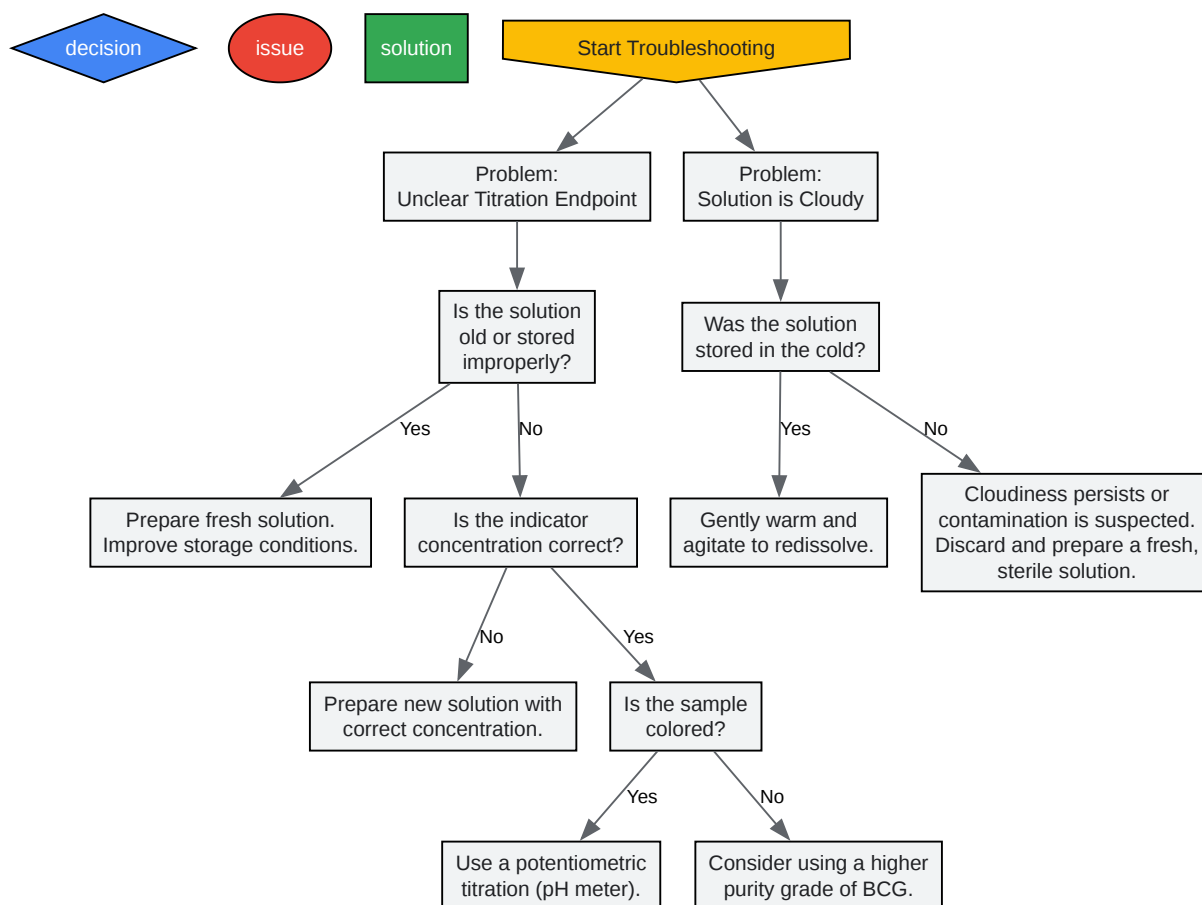 decision
issue
solution
Start Troubleshooting
Problem:
Unclear Titration Endpoint
Problem:
Solution is Cloudy
Is the solution
old or stored
improperly?
Was the solution
stored in the cold?
Yes
No
Yes
No
Prepare fresh solution.
Improve storage conditions.
Is the indicator
concentration correct?
Gently warm and
agitate to redissolve.
Cloudiness persists or
contamination is suspected.
Discard and prepare a fresh,
sterile solution.
No
Yes
Prepare new solution with
correct concentration.
Is the sample
colored?
Yes
No
Use a potentiometric
titration (pH meter).
Consider using a higher
purity grade of BCG.